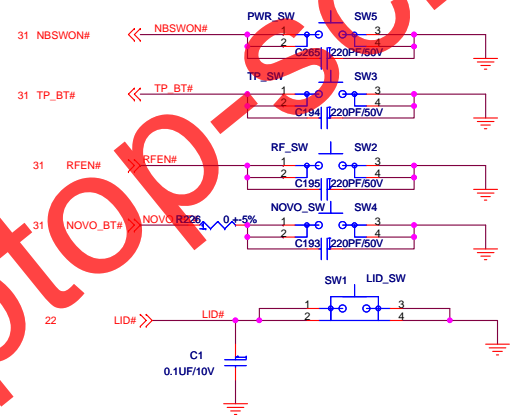 PWR_SW SW5
31 NBSWON# NBSWON# 1 3
2 4
C265 220PF/50V
TP_SW SW3
31 TP_BT# TP_BT# 1 3
2 4
C194 220PF/50V
RF_SW SW2
31 RFEN# RFEN# 1 3
2 4
C195 220PF/50V
NOVO_SW SW4
31 NOVO_BT# NOVO R226 0.+-5% 1 3
2 4
C193 220PF/50V
SW1 LID_SW
1 3
22 LID# LID# 2 4
C1
0.1UF/10V